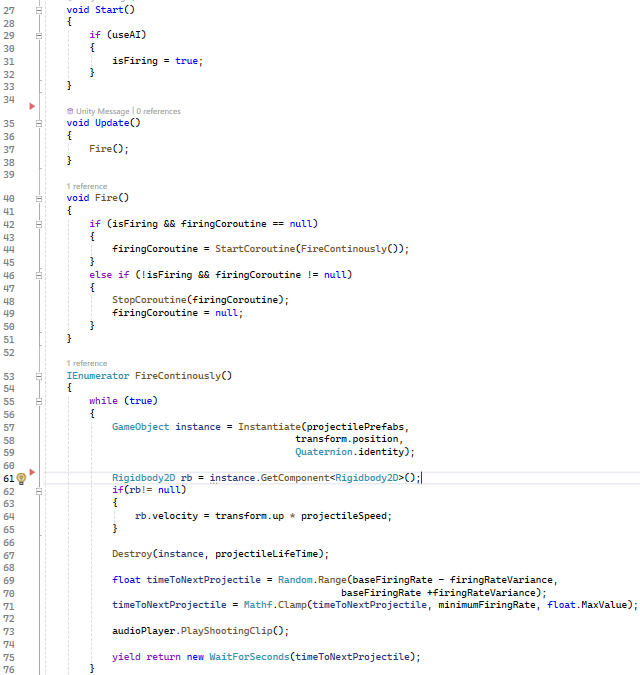 27 void Start()
28 {
29 if (useAI)
30 {
31 isFiring = true;
32 }
33 }
34
Unity Message | 0 references
35 void Update()
36 {
37 Fire();
38 }
39
1 reference
40 void Fire()
41 {
42 if (isFiring && firingCoroutine == null)
43 {
44 firingCoroutine = StartCoroutine(FireContinously());
45 }
46 else if (!isFiring && firingCoroutine != null)
47 {
48 StopCoroutine(firingCoroutine);
49 firingCoroutine = null;
50 }
51 }
52
1 reference
53 IEnumerator FireContinously()
54 {
55 while (true)
56 {
57 GameObject instance = Instantiate(projectilePrefabs,
58 transform.position,
59 Quaternion.identity);
60
61 Rigidbody2D rb = instance.GetComponent<Rigidbody2D>();
62 if(rb!= null)
63 {
64 rb.velocity = transform.up * projectileSpeed;
65 }
66
67 Destroy(instance, projectileLifeTime);
68
69 float timeToNextProjectile = Random.Range(baseFiringRate - firingRateVariance,
70 baseFiringRate +firingRateVariance);
71 timeToNextProjectile = Mathf.Clamp(timeToNextProjectile, minimumFiringRate, float.MaxValue);
72
73 audioPlayer.PlayShootingClip();
74
75 yield return new WaitForSeconds(timeToNextProjectile);
76 }